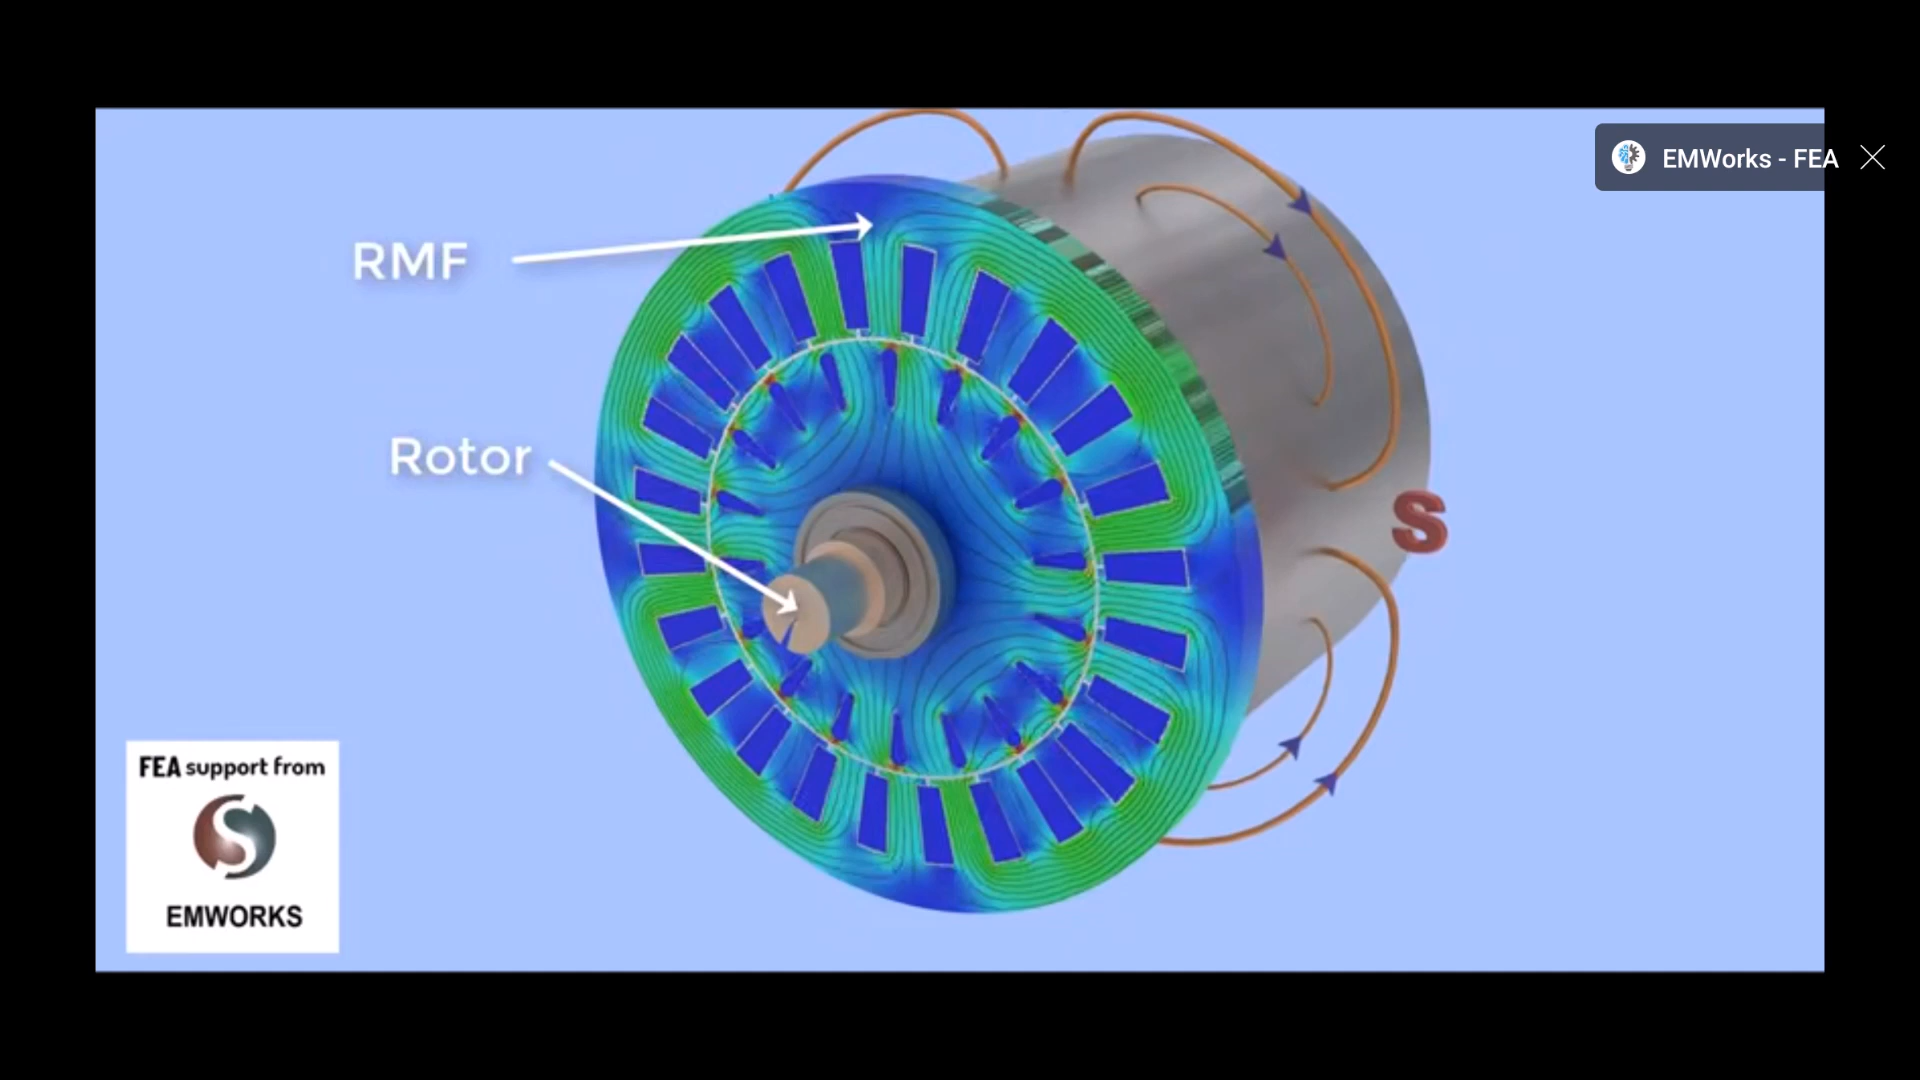 EMWorks - FEA
RMF
Rotor
S
FEA support from
S
EMWORKS